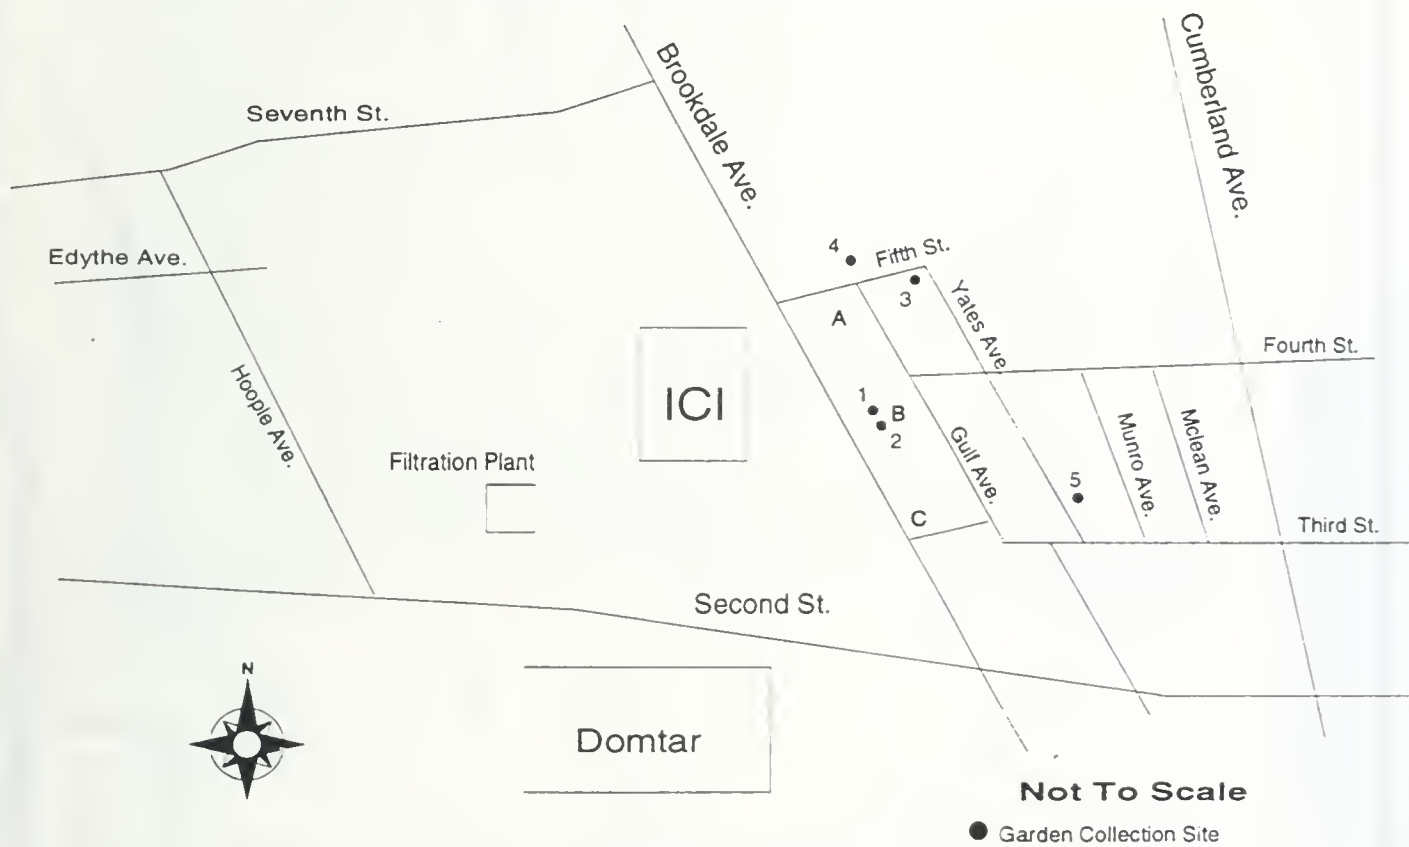 Cumberland Ave.
Brookdale Ave.
Seventh St.
4
Fifth St.
Edythe Ave.
3
Yates Ave
A
Fourth St.
Hoople Ave.
ICI
1
B
2
Gulf Ave.
Munro Ave.
Mclean Ave.
Filtration Plant
5
C
Third St.
Second St.
N
Domtar
Not To Scale
Garden Collection Site